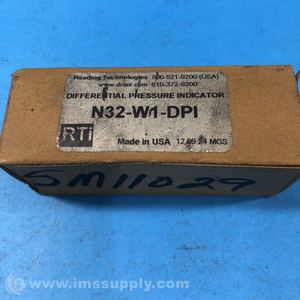 Reading Technologies 800-521-9200 (USA)
www.driair.com 610-372-9200
DIFFERENTIAL PRESSURE INDICATOR
N32-W1-DPI
RTi
Made in USA 12.09.24 MGS
SM11029
© www.imssupply.com